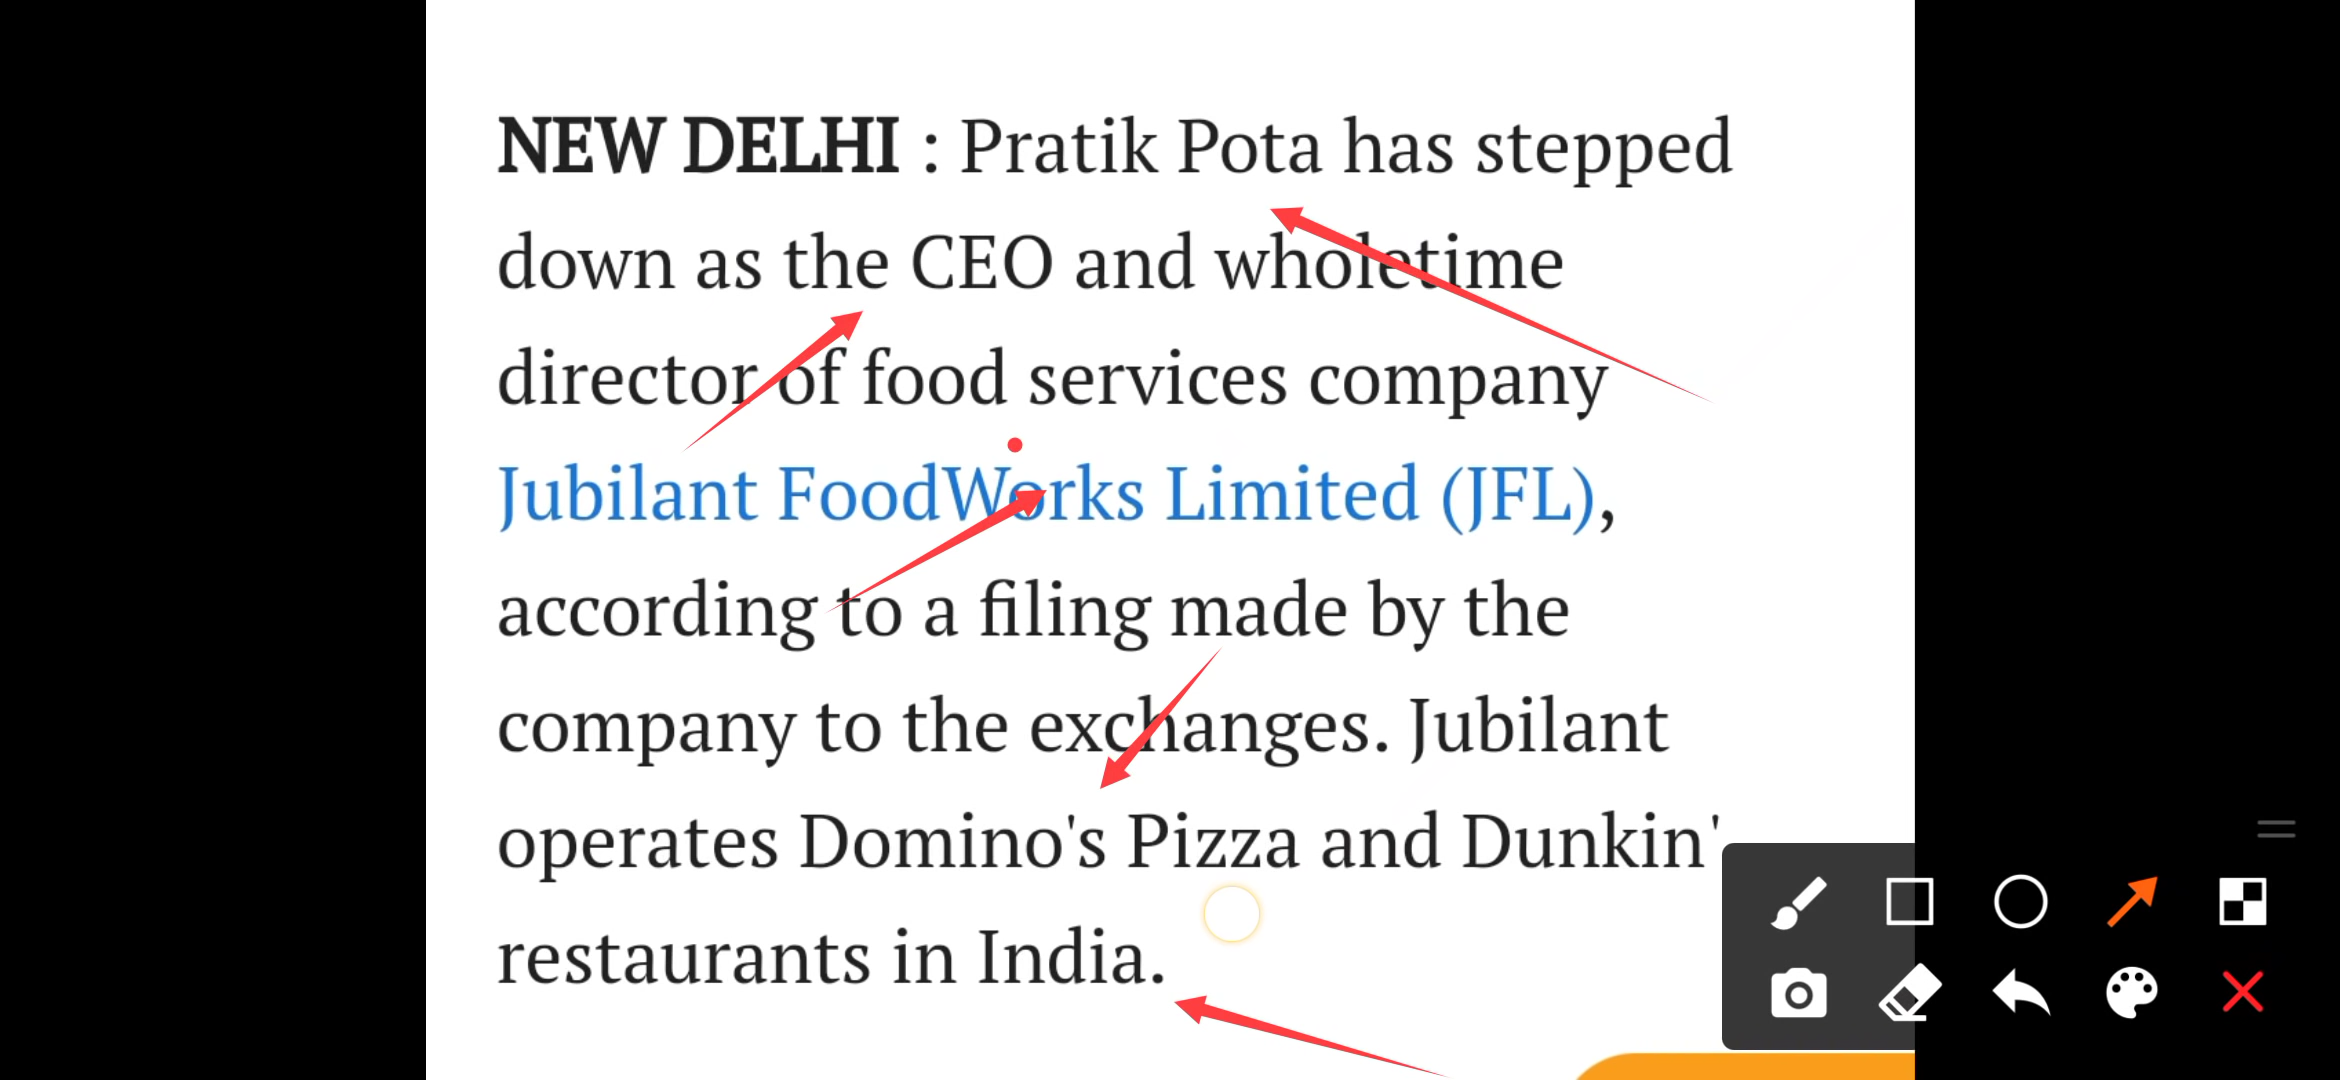 NEW DELHI : Pratik Pota has stepped
down as the CEO and wholetime
director of food services company
Jubilant FoodWorks Limited (JFL),
according to a filing made by the
company to the exchanges. Jubilant
operates Domino's Pizza and Dunkin'
restaurants in India.